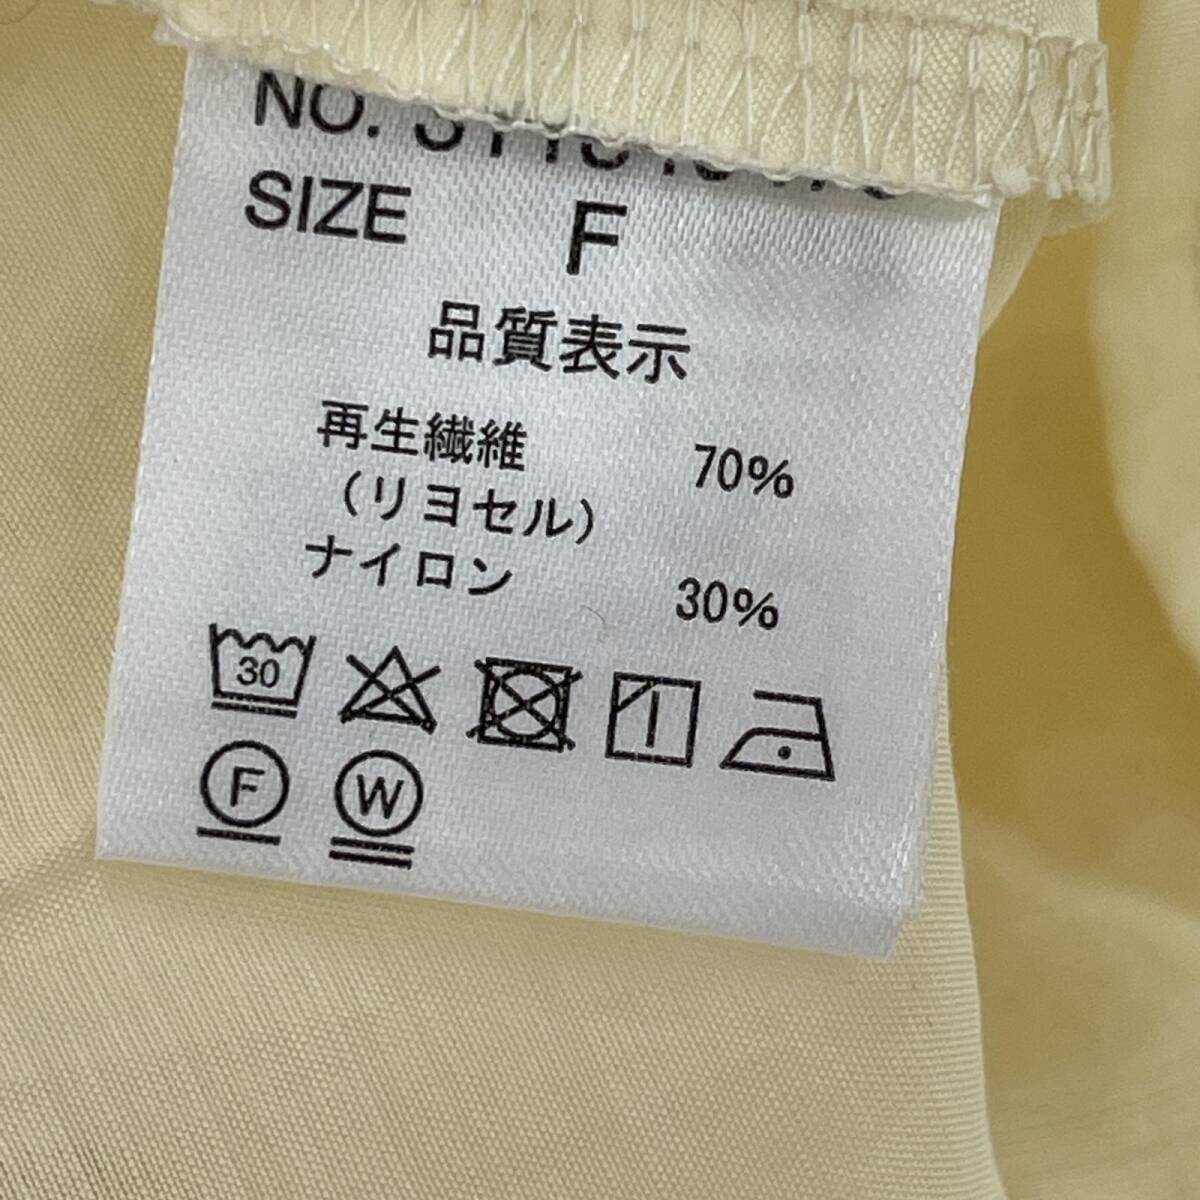 NO.
SIZE F
品質表示
再生繊維 70%
(リヨセル)
ナイロン 30%
30
F W